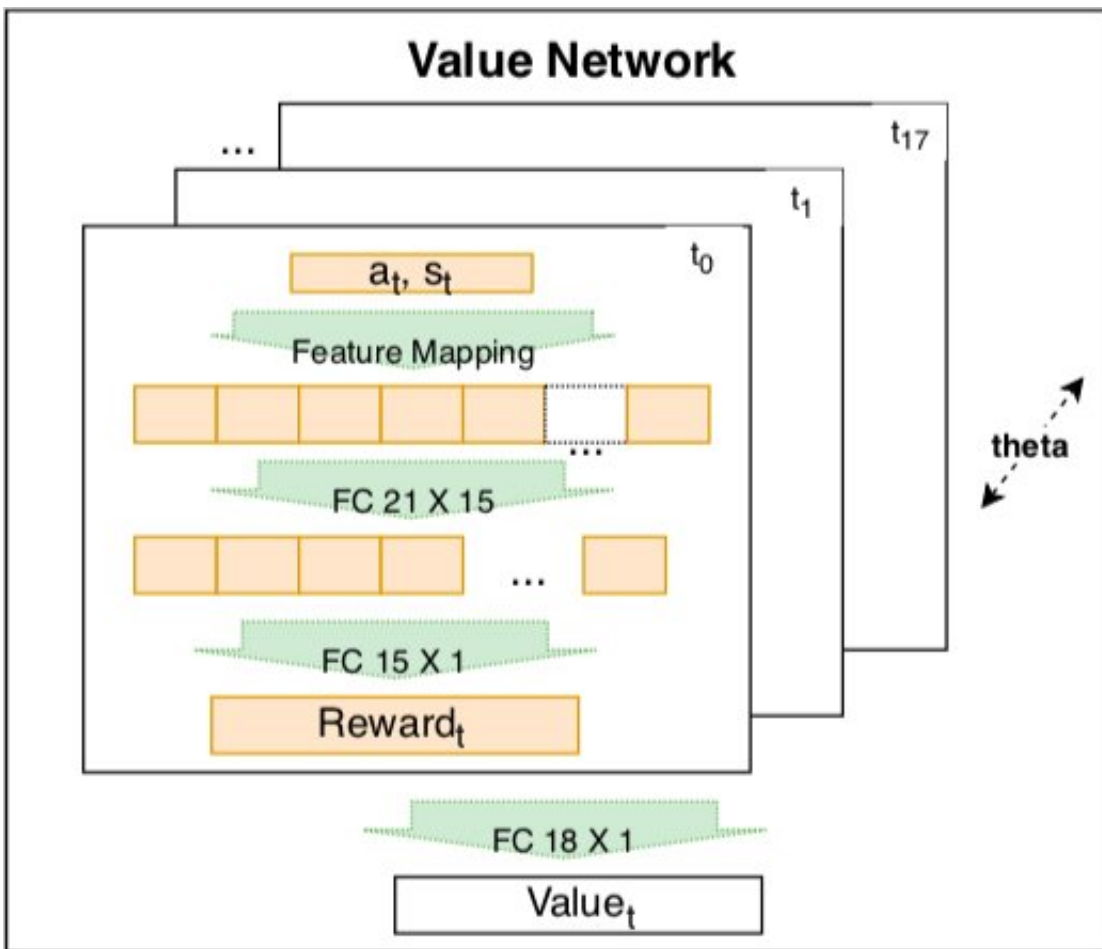 Value Network
...
t₁₇
t₁
t₀
aₜ, sₜ
Feature Mapping
...
theta
FC 21 X 15
...
FC 15 X 1
Rewardₜ
FC 18 X 1
Valueₜ